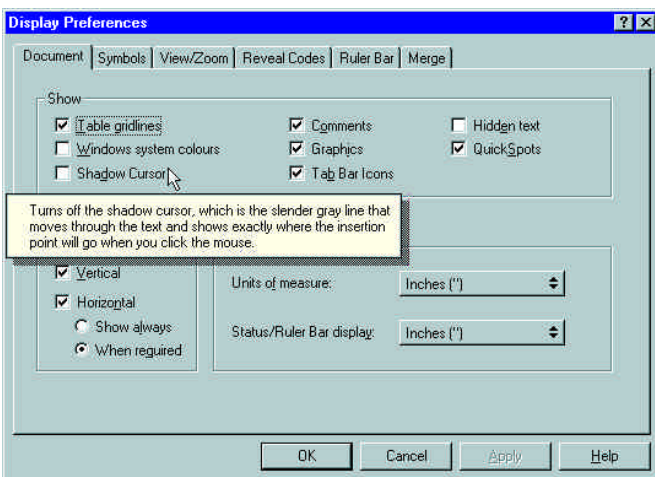 Display Preferences
Document Symbols View/Zoom Reveal Codes Ruler Bar Merge
Show
Table gridlines Comments Hidden text
Windows system colours Graphics QuickSpots
Shadow Cursor Tab Bar Icons
Turns off the shadow cursor, which is the slender gray line that
moves through the text and shows exactly where the insertion
point will go when you click the mouse.
Vertical
Units of measure: Inches (")
Horizontal
Show always
Status/Ruler Bar display: Inches (")
When required
OK Cancel Apply Help